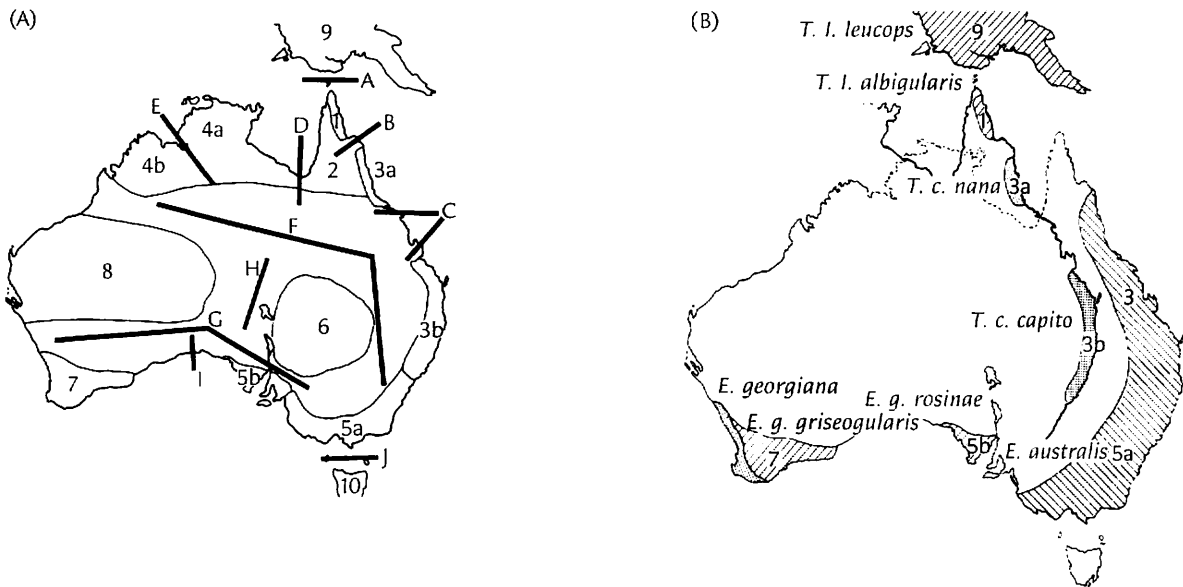 (A)
9
A
E
4a
D
1
B
4b
2
3a
C
F
8
H
6
G
3b
7
I
5b
5a
J
10
(B)
T. l. leucops
9
T. l. albigularis
1
T. c. nana
3a
3
T. c. capito
3b
E. georgiana
E. g. rosinae
E. g. griseogularis
7
5b
E. australis
5a